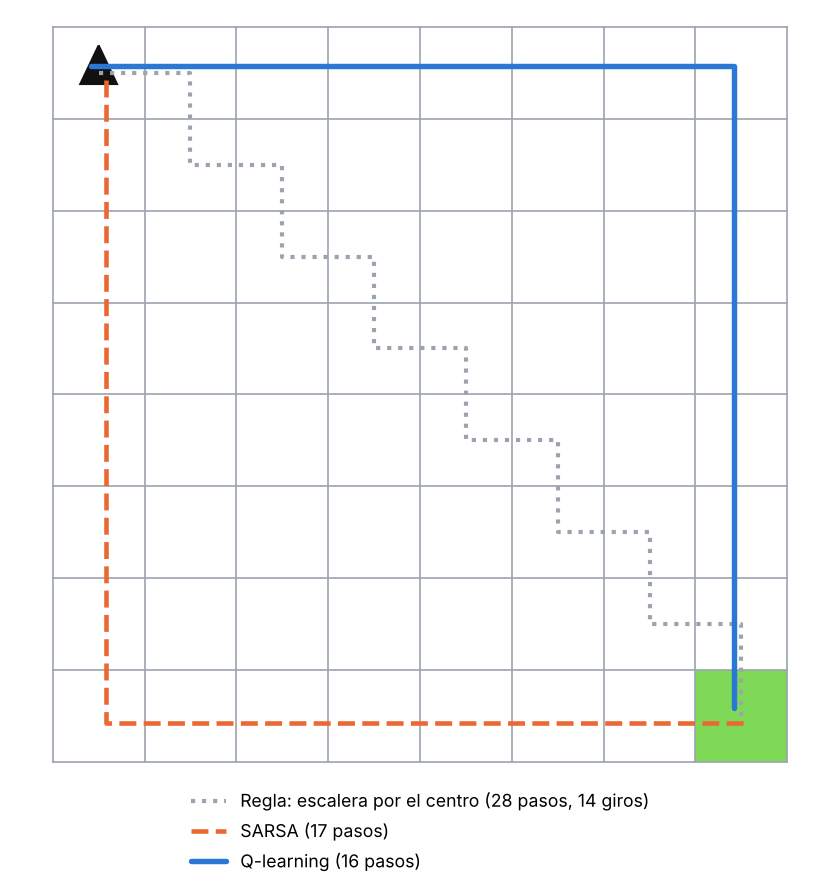 Regla: escalera por el centro (28 pasos, 14 giros)
SARSA (17 pasos)
Q-learning (16 pasos)